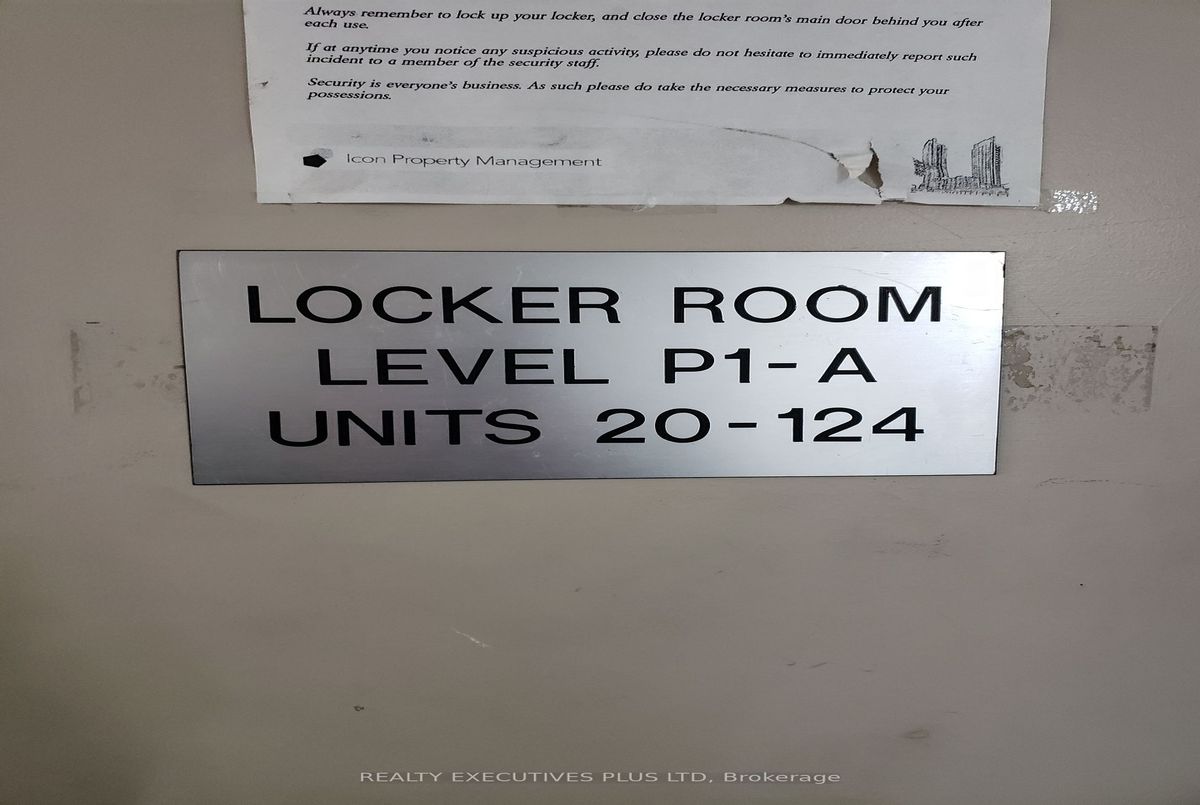 Always remember to lock up your locker, and close the locker room's main door behind you after
each use.
If at anytime you notice any suspicious activity, please do not hesitate to immediately report such
incident to a member of the security staff.
Security is everyone's business. As such please do take the necessary measures to protect your
possessions.
Icon Property Management
LOCKER ROOM
LEVEL P1-A
UNITS 20-124
REALTY EXECUTIVES PLUS LTD, Brokerage